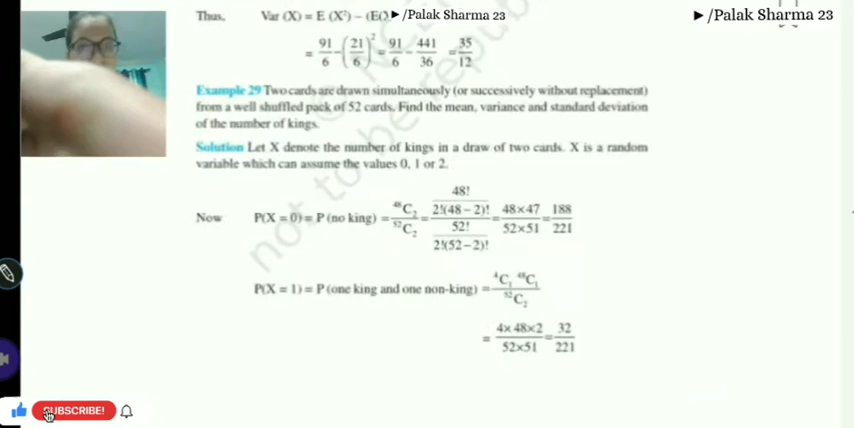 Thus, Var (X) = E (X²) – (E( ▶/Palak Sharma 23
▶/Palak Sharma 23
= 91/6 – (21/6)² = 91/6 – 441/36 = 35/12
Example 29 Two cards are drawn simultaneously (or successively without replacement)
from a well shuffled pack of 52 cards. Find the mean, variance and standard deviation
of the number of kings.
Solution Let X denote the number of kings in a draw of two cards. X is a random
variable which can assume the values 0, 1 or 2.
Now P(X = 0) = P (no king) = ⁴⁸C₂/⁵²C₂ = (48!/2!(48 – 2)!)/(52!/2!(52 – 2)!) = 48 × 47/52 × 51 = 188/221
P(X = 1) = P (one king and one non-king) = ⁴C₁ ⁴⁸C₁/⁵²C₂
= 4 × 48 × 2/52 × 51 = 32/221
not to be republi
SUBSCRIBE!